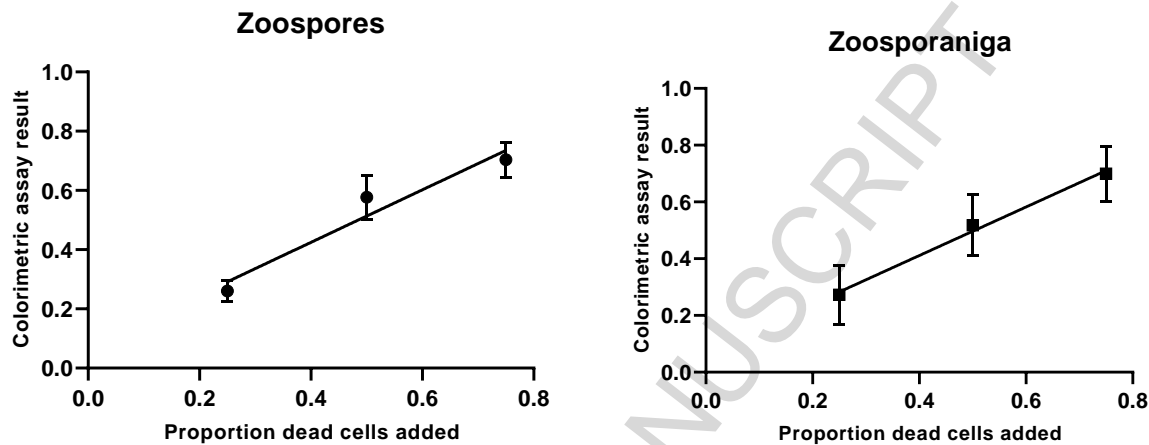 Zoospores
Colorimetric assay result
1.0
0.8
0.6
0.4
0.2
0.0
0.0 0.2 0.4 0.6 0.8
Proportion dead cells added
Zoosporaniga
Colorimetric assay result
1.0
0.8
0.6
0.4
0.2
0.0
0.0 0.2 0.4 0.6 0.8
Proportion dead cells added
NUSCRIPT